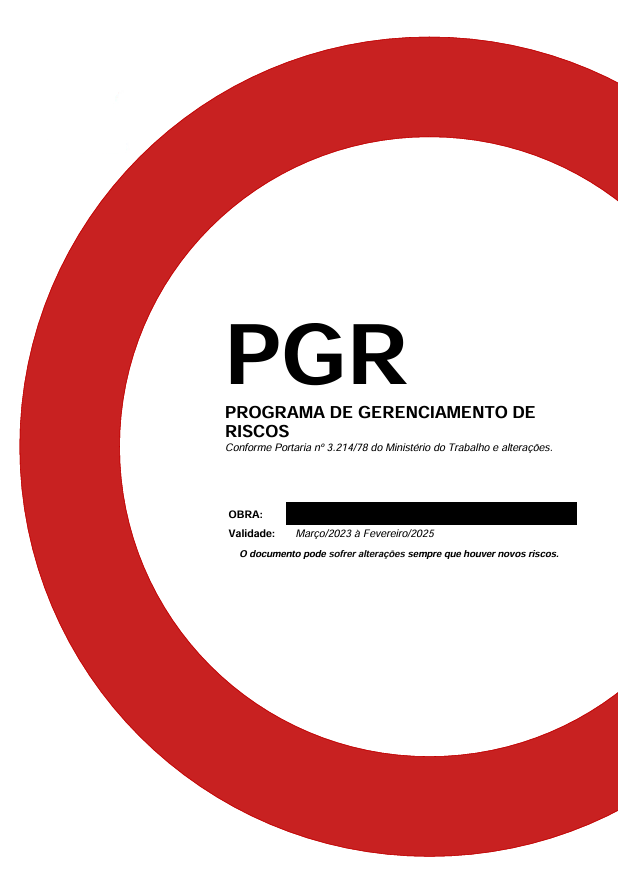 PGR
PROGRAMA DE GERENCIAMENTO DE
RISCOS
Conforme Portaria nº 3.214/78 do Ministério do Trabalho e alterações.
OBRA:
Validade: Março/2023 à Fevereiro/2025
O documento pode sofrer alterações sempre que houver novos riscos.